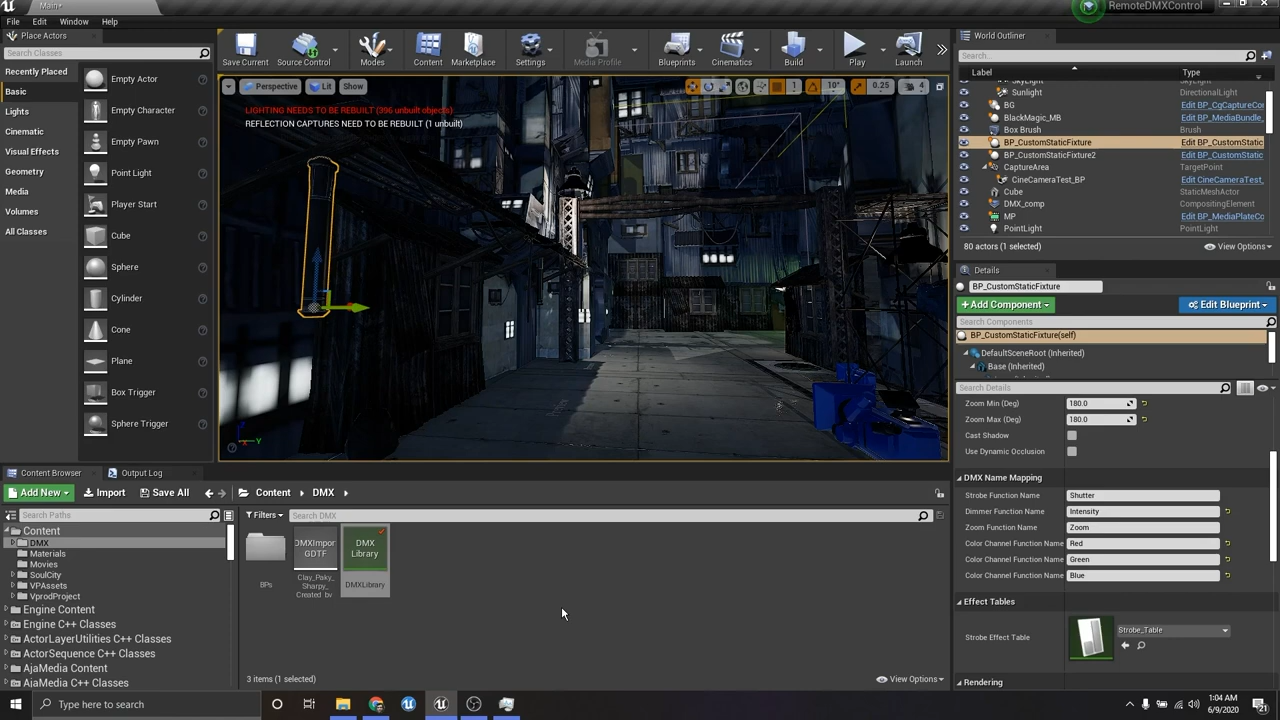 Main*
RemoteDMXControl
File Edit Window Help
Place Actors
Search Classes
Recently Placed
Basic
Lights
Cinematic
Visual Effects
Geometry
Media
Volumes
All Classes
Empty Actor
Empty Character
Empty Pawn
Point Light
Player Start
Cube
Sphere
Cylinder
Cone
Plane
Box Trigger
Sphere Trigger
Save Current
Source Control
Modes
Content
Marketplace
Settings
Media Profile
Blueprints
Cinematics
Build
Play
Launch
Perspective Lit Show
1 10° 0.25 4
LIGHTING NEEDS TO BE REBUILT (396 unbuilt objects)
REFLECTION CAPTURES NEED TO BE REBUILT (1 unbuilt)
World Outliner
Search...
Label Type
SkyLight SkyLight
Sunlight DirectionalLight
BG Edit BP_CgCaptureCor
BlackMagic_MB Edit BP_MediaBundle_
Box Brush Brush
BP_CustomStaticFixture Edit BP_CustomStatic
BP_CustomStaticFixture2 Edit BP_CustomStatic
CaptureArea TargetPoint
CineCameraTest_BP Edit CineCameraTest_
Cube StaticMeshActor
DMX_comp CompositingElement
MP Edit BP_MediaPlateCo
PointLight PointLight
80 actors (1 selected) View Options
Details
BP_CustomStaticFixture
+Add Component Edit Blueprint
Search Components
BP_CustomStaticFixture(self)
DefaultSceneRoot (Inherited)
Base (Inherited)
Search Details
Zoom Min (Deg) 180.0
Zoom Max (Deg) 180.0
Cast Shadow
Use Dynamic Occlusion
DMX Name Mapping
Strobe Function Name Shutter
Dimmer Function Name Intensity
Zoom Function Name Zoom
Color Channel Function Name Red
Color Channel Function Name Green
Color Channel Function Name Blue
Effect Tables
Strobe Effect Table Strobe_Table
Rendering
Content Browser Output Log
Add New Import Save All Content DMX
Search Paths
Filters Search DMX
Content
DMX
Materials
Movies
SoulCity
VPAssets
VprodProject
Engine Content
Engine C++ Classes
ActorLayerUtilities C++ Classes
ActorSequence C++ Classes
AjaMedia Content
AjaMedia C++ Classes
BPs
DMXImpor
GDTF
Clay_Paky_
Sharpy_
Created_by
DMX
Library
DMXLibrary
3 items (1 selected) View Options
Type here to search
1:04 AM
6/9/2020
21